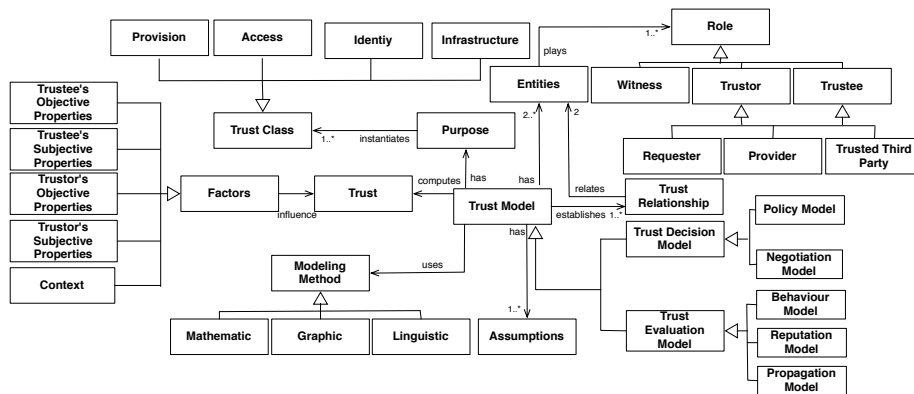 Provision
Access
Identiy
Infrastructure
Role
1..*
plays
Entities
Witness
Trustor
Trustee
Trustee's
Objective
Properties
Trustee's
Subjective
Properties
Trustor's
Objective
Properties
Trustor's
Subjective
Properties
Context
Trust Class
1..*
instantiates
Purpose
2..*
2
Requester
Provider
Trusted Third
Party
Factors
influence
Trust
computes
has
has
relates
Trust Model
establishes
1..*
Trust
Relationship
has
Trust Decision
Model
Policy Model
Negotiation
Model
Modeling
Method
uses
Mathematic
Graphic
Linguistic
1..*
Assumptions
Trust
Evaluation
Model
Behaviour
Model
Reputation
Model
Propagation
Model